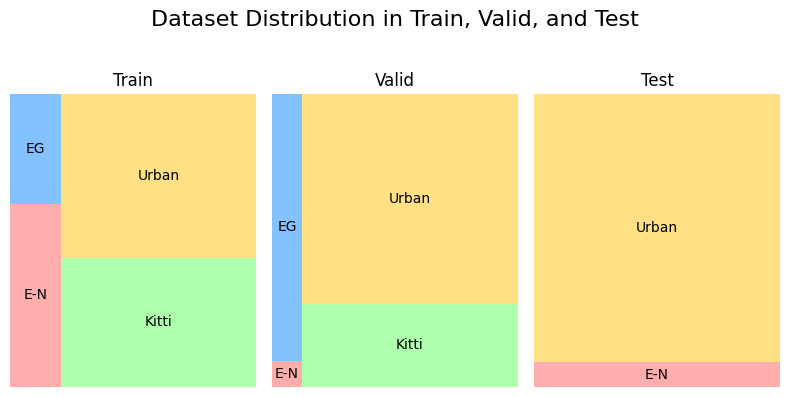 Dataset Distribution in Train, Valid, and Test
Train
EG
E-N
Urban
Kitti
Valid
EG
E-N
Urban
Kitti
Test
Urban
E-N